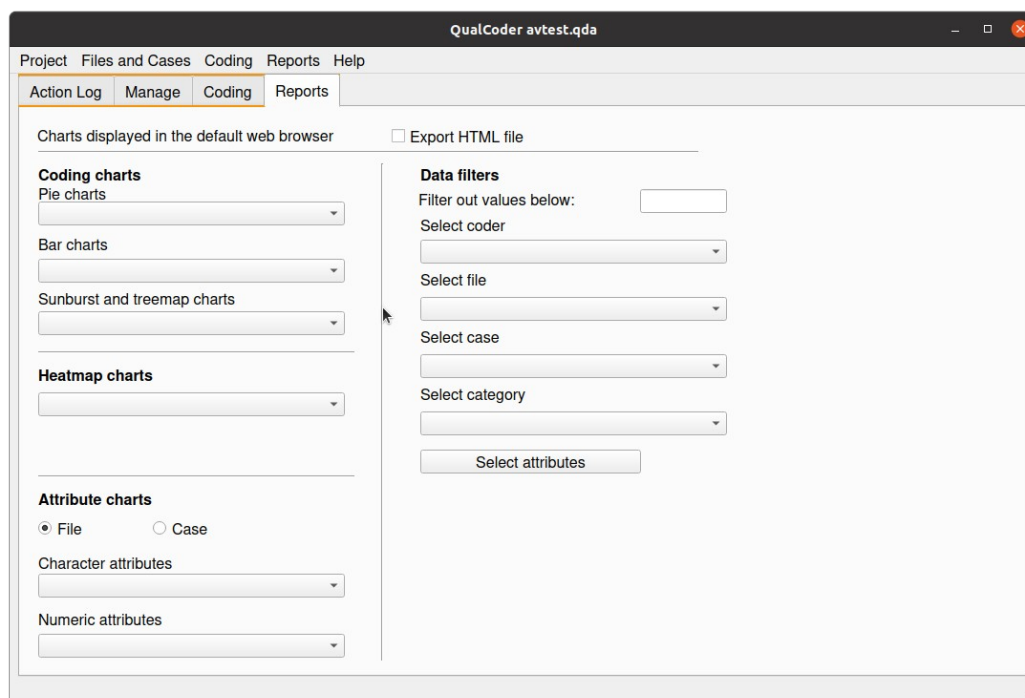 QualCoder avtest.qda
Project Files and Cases Coding Reports Help
Action Log Manage Coding Reports
Charts displayed in the default web browser
Export HTML file
Coding charts
Pie charts
Bar charts
Sunburst and treemap charts
Heatmap charts
Attribute charts
File Case
Character attributes
Numeric attributes
Data filters
Filter out values below:
Select coder
Select file
Select case
Select category
Select attributes